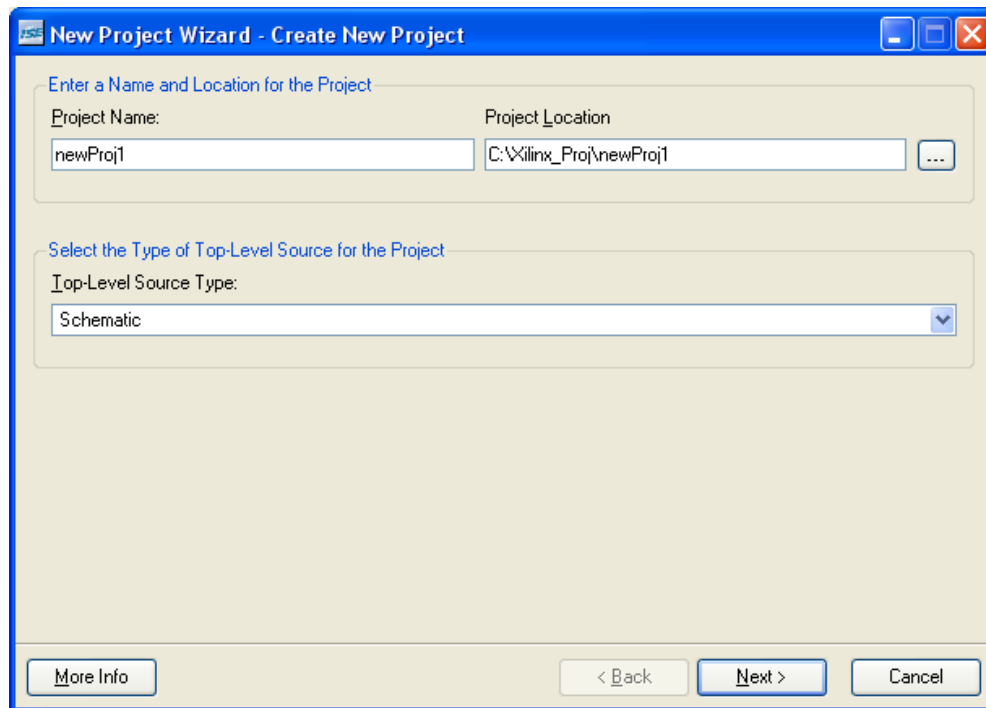 ISE New Project Wizard - Create New Project
Enter a Name and Location for the Project
Project Name: Project Location
newProj1 C:\Xilinx_Proj\newProj1 ...
Select the Type of Top-Level Source for the Project
Top-Level Source Type:
Schematic
More Info < Back Next > Cancel